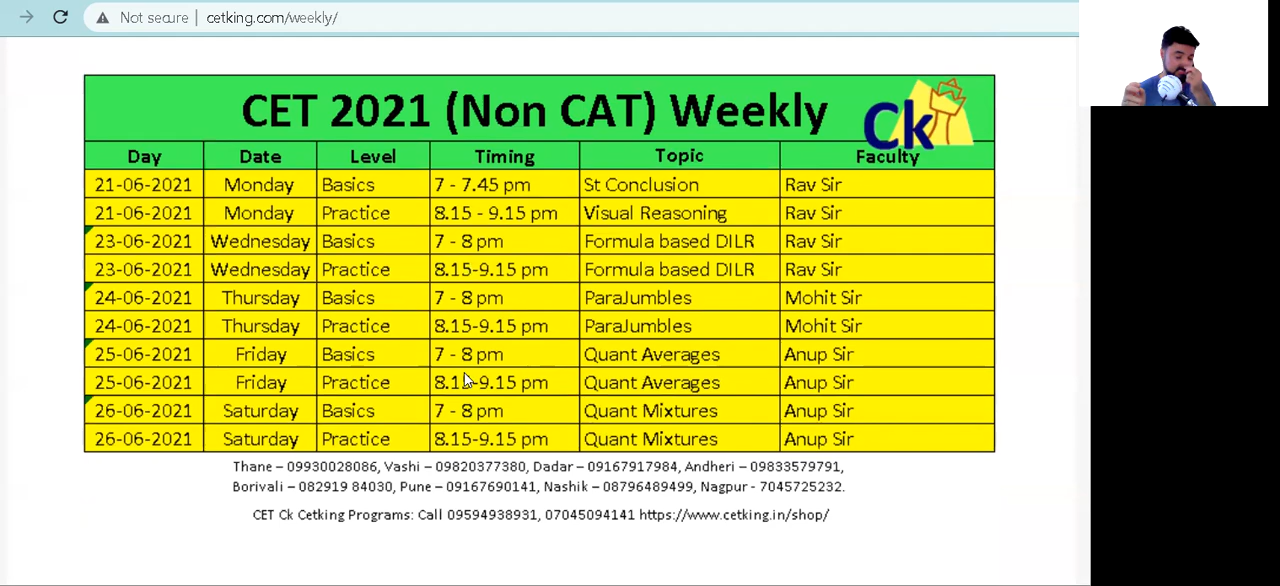 Not secure | cetking.com/weekly/
CET 2021 (Non CAT) Weekly
Ck
Day Date Level Timing Topic Faculty
21-06-2021 Monday Basics 7 - 7.45 pm St Conclusion Rav Sir
21-06-2021 Monday Practice 8.15 - 9.15 pm Visual Reasoning Rav Sir
23-06-2021 Wednesday Basics 7 - 8 pm Formula based DILR Rav Sir
23-06-2021 Wednesday Practice 8.15-9.15 pm Formula based DILR Rav Sir
24-06-2021 Thursday Basics 7 - 8 pm ParaJumbles Mohit Sir
24-06-2021 Thursday Practice 8.15-9.15 pm ParaJumbles Mohit Sir
25-06-2021 Friday Basics 7 - 8 pm Quant Averages Anup Sir
25-06-2021 Friday Practice 8.15-9.15 pm Quant Averages Anup Sir
26-06-2021 Saturday Basics 7 - 8 pm Quant Mixtures Anup Sir
26-06-2021 Saturday Practice 8.15-9.15 pm Quant Mixtures Anup Sir
Thane – 09930028086, Vashi – 09820377380, Dadar – 09167917984, Andheri – 09833579791,
Borivali – 082919 84030, Pune – 09167690141, Nashik – 08796489499, Nagpur - 7045725232.
CET Ck Cetking Programs: Call 09594938931, 07045094141 https://www.cetking.in/shop/